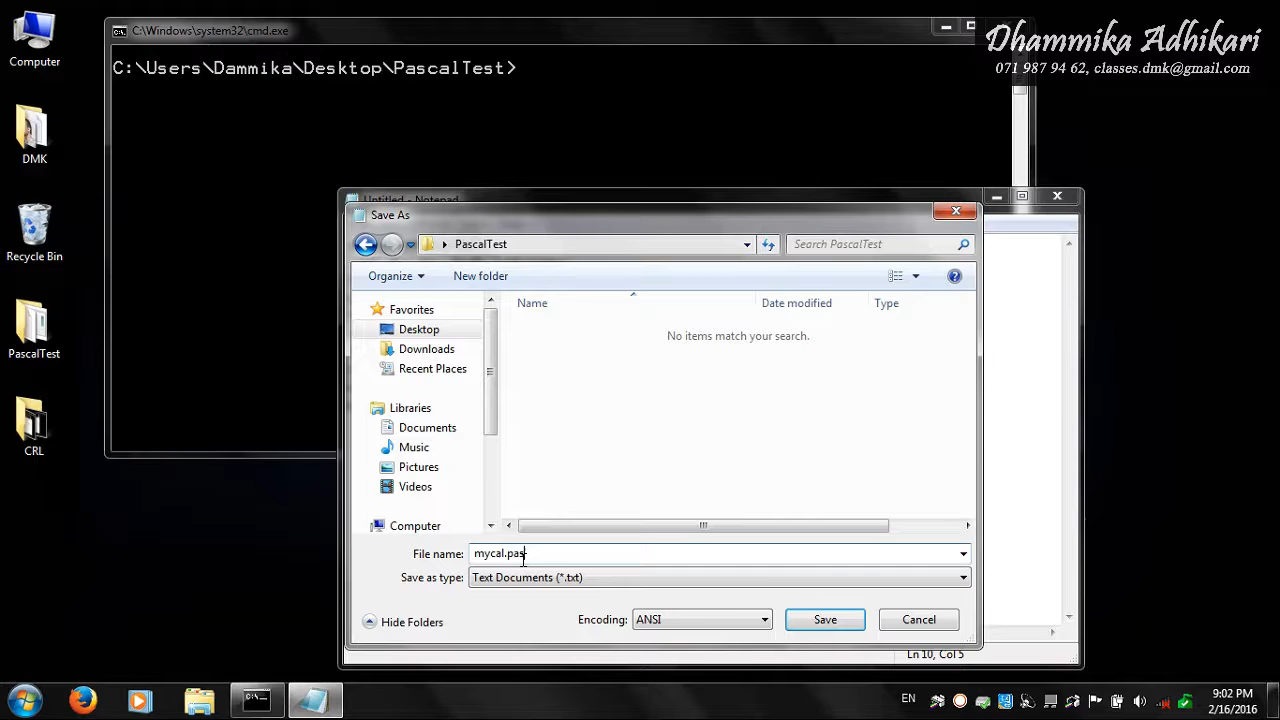 Computer
DMK
Recycle Bin
PascalTest
CRL
C:\Windows\system32\cmd.exe
C:\Users\Dammika\Desktop\PascalTest>
Dhammika Adhikari
071 987 94 62, classes.dmk@gmail.com
Untitled - Notepad
Save As
PascalTest
Search PascalTest
Organize
New folder
Name
Date modified
Type
No items match your search.
Favorites
Desktop
Downloads
Recent Places
Libraries
Documents
Music
Pictures
Videos
Computer
File name: mycal.pas
Save as type: Text Documents (*.txt)
Hide Folders
Encoding: ANSI
Save
Cancel
Ln 10, Col 5
EN
9:02 PM
2/16/2016